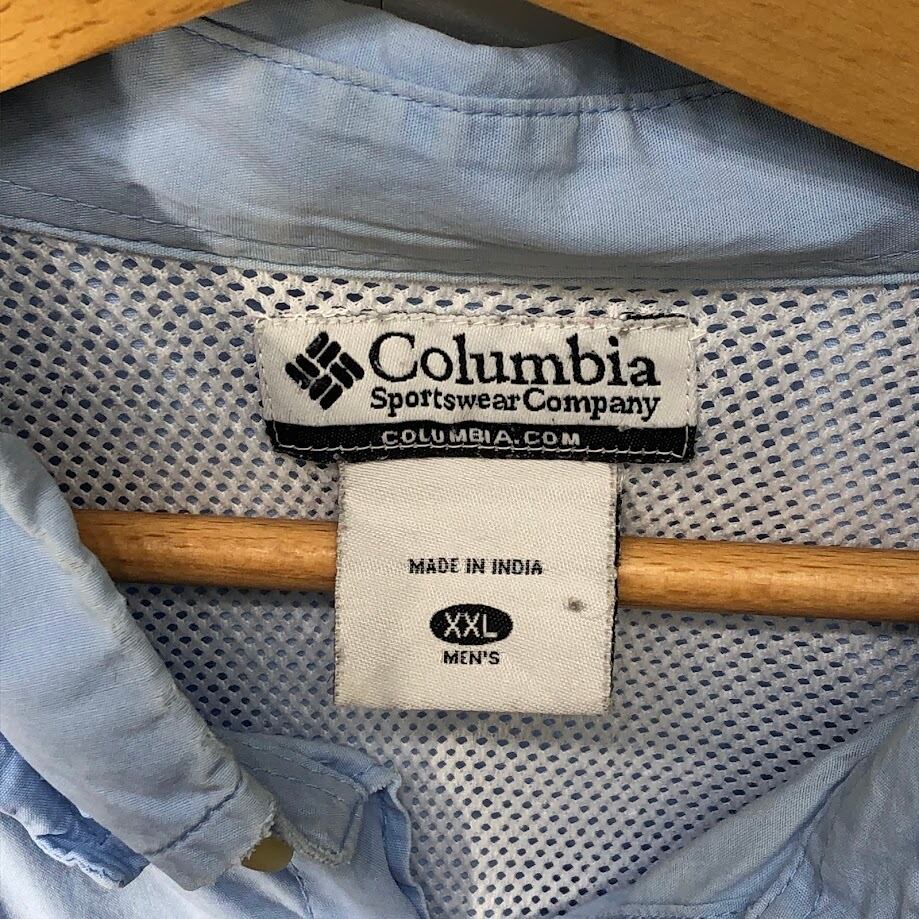 Columbia
Sportswear Company
COLUMBIA.COM
MADE IN INDIA
XXL
MEN'S